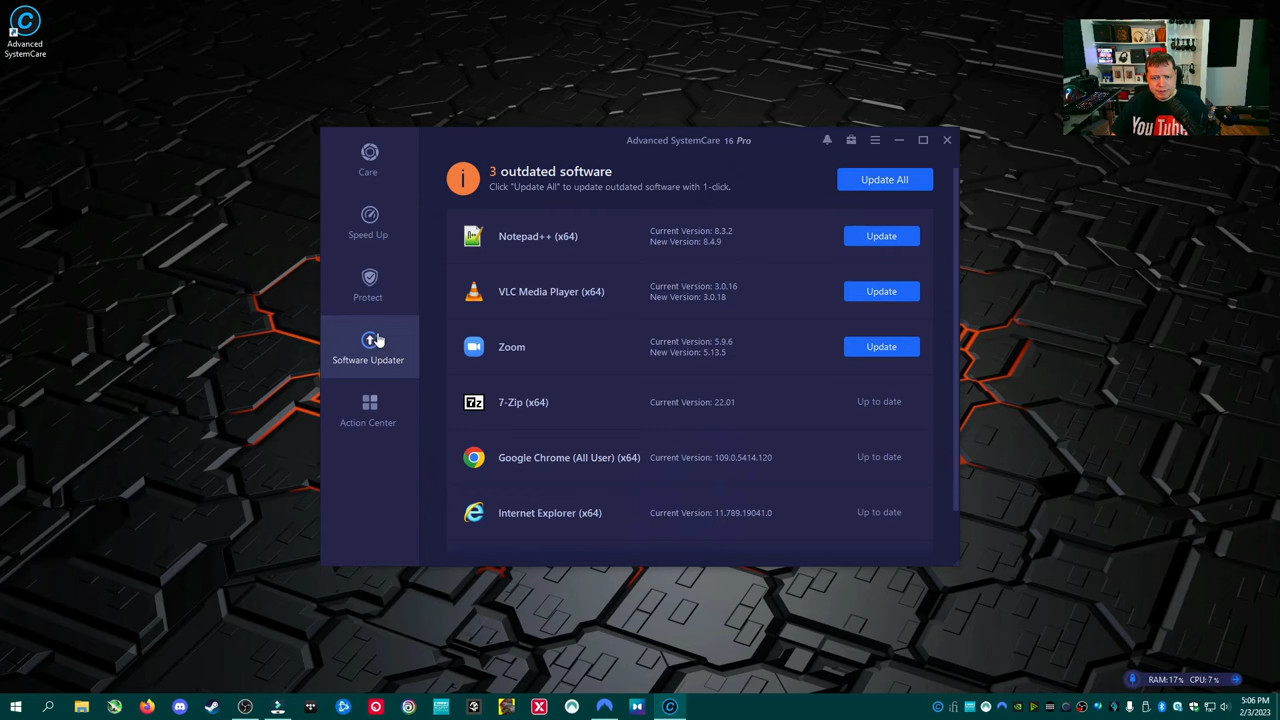 Advanced
SystemCare
YouTube
Advanced SystemCare 16 Pro
Care
Speed Up
Protect
Software Updater
Action Center
3 outdated software
Click "Update All" to update outdated software with 1-click.
Update All
Notepad++ (x64)
Current Version: 8.3.2
New Version: 8.4.9
Update
VLC Media Player (x64)
Current Version: 3.0.16
New Version: 3.0.18
Update
Zoom
Current Version: 5.9.6
New Version: 5.13.5
Update
7-Zip (x64)
Current Version: 22.01
Up to date
Google Chrome (All User) (x64)
Current Version: 109.0.5414.120
Up to date
Internet Explorer (x64)
Current Version: 11.789.19041.0
Up to date
RAM:17% CPU:7%
5:06 PM
2/3/2023